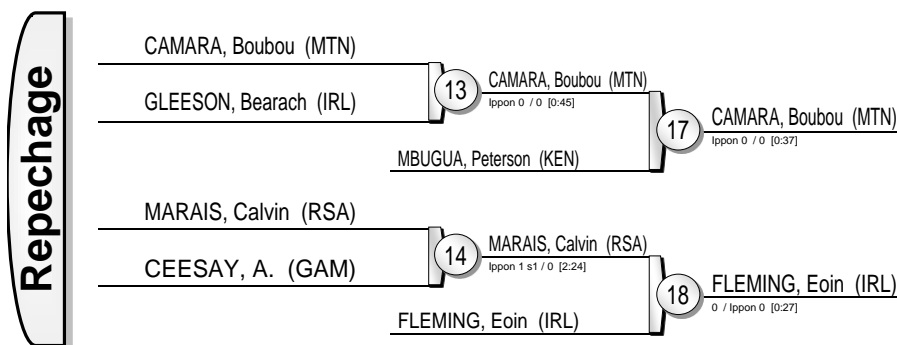 Repechage
CAMARA, Boubou (MTN)
GLEESON, Bearach (IRL)
13
CAMARA, Boubou (MTN)
Ippon 0 / 0 [0:45]
MBUGUA, Peterson (KEN)
17
CAMARA, Boubou (MTN)
Ippon 0 / 0 [0:37]
MARAIS, Calvin (RSA)
CEESAY, A. (GAM)
14
MARAIS, Calvin (RSA)
Ippon 1 s1 / 0 [2:24]
FLEMING, Eoin (IRL)
18
FLEMING, Eoin (IRL)
0 / Ippon 0 [0:27]